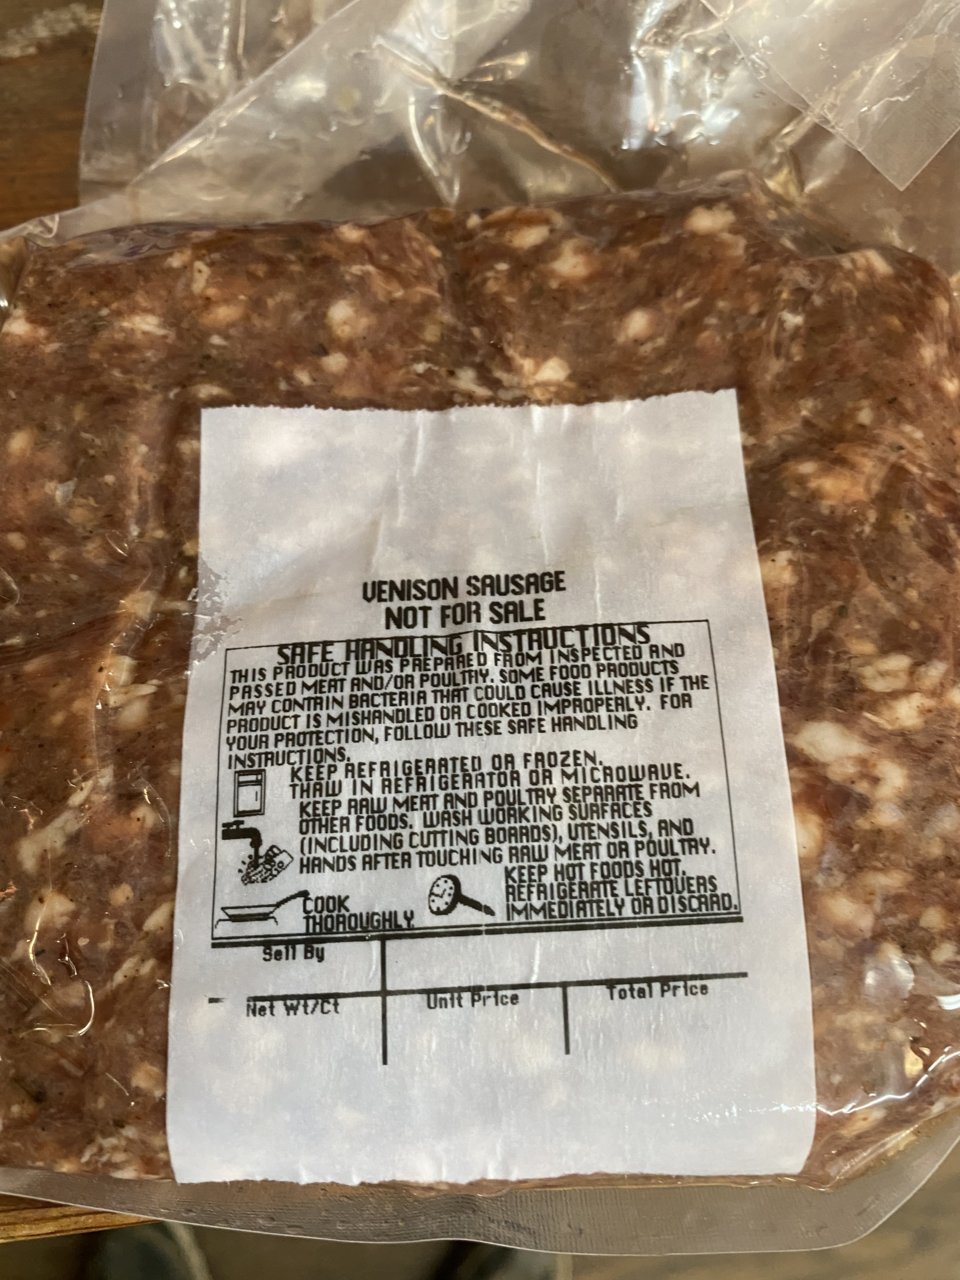 VENISON SAUSAGE
NOT FOR SALE
SAFE HANDLING INSTRUCTIONS
THIS PRODUCT WAS PREPARED FROM INSPECTED AND
PASSED MEAT AND/OR POULTRY. SOME FOOD PRODUCTS
MAY CONTAIN BACTERIA THAT COULD CAUSE ILLNESS IF THE
PRODUCT IS MISHANDLED OR COOKED IMPROPERLY. FOR
YOUR PROTECTION, FOLLOW THESE SAFE HANDLING
INSTRUCTIONS.
KEEP REFRIGERATED OR FROZEN.
THAW IN REFRIGERATOR OR MICROWAVE.
KEEP RAW MEAT AND POULTRY SEPARATE FROM
OTHER FOODS. WASH WORKING SURFACES
(INCLUDING CUTTING BOARDS), UTENSILS, AND
HANDS AFTER TOUCHING RAW MEAT OR POULTRY.
COOK
THOROUGHLY.
KEEP HOT FOODS HOT.
REFRIGERATE LEFTOVERS
IMMEDIATELY OR DISCARD.
Sell By
Net Wt/Ct
Unit Price
Total Price